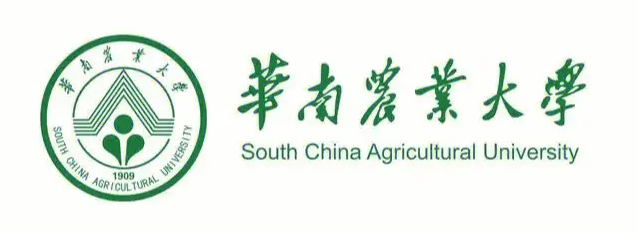 華南農業大學
SOUTH CHINA AGRICULTURAL UNIVERSITY
1909
華南農業大學
South China Agricultural University